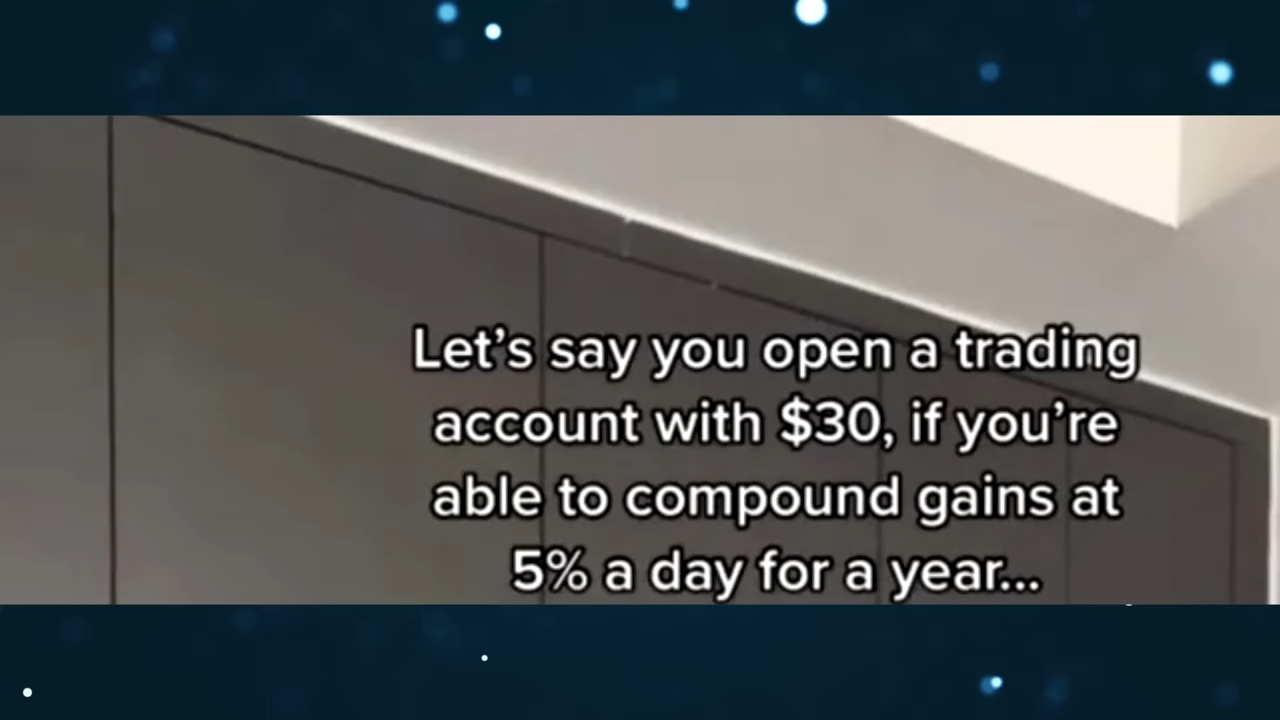 Let's say you open a trading
account with $30, if you're
able to compound gains at
5% a day for a year...